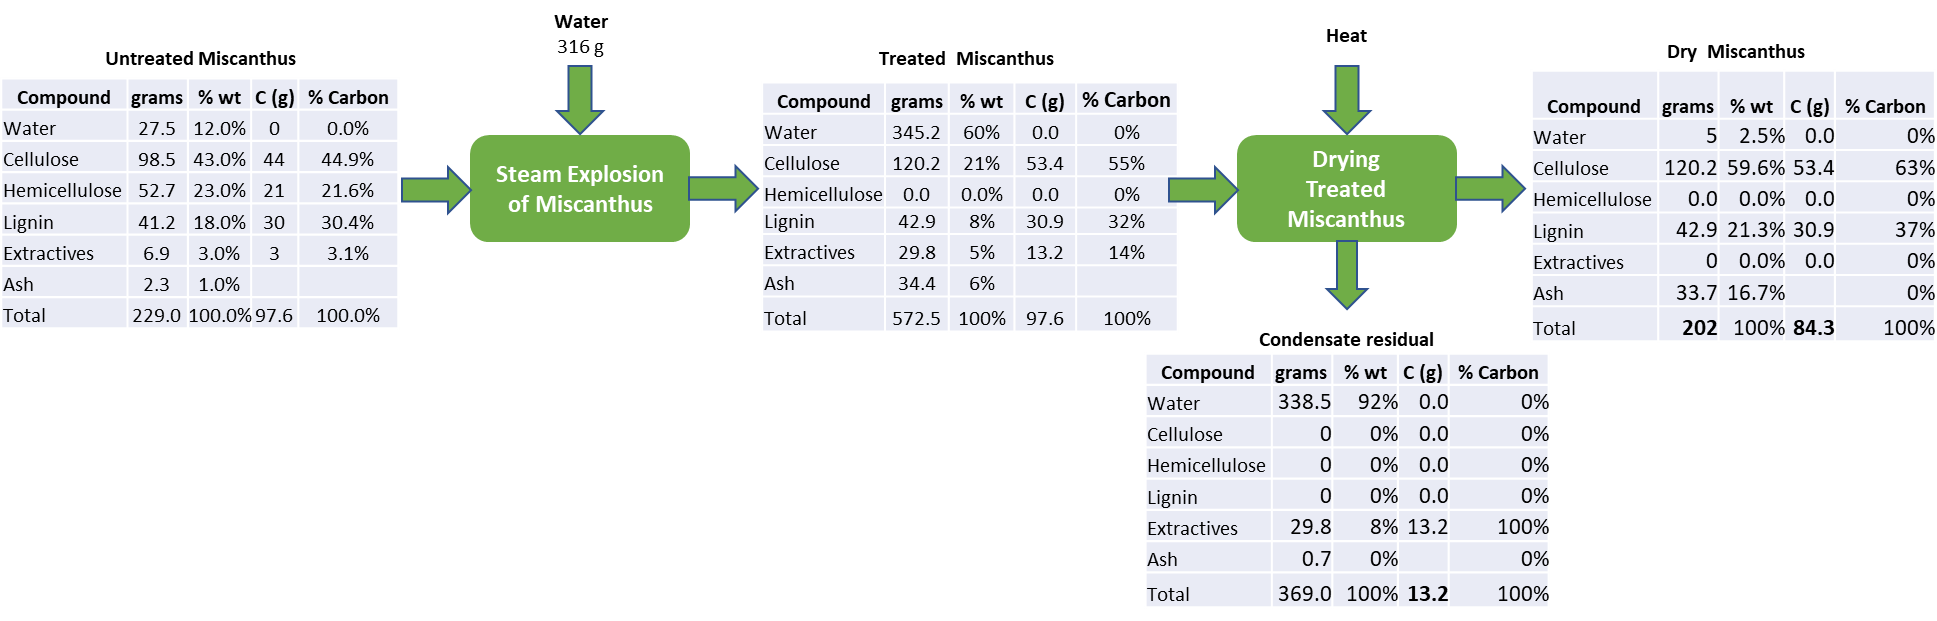 Untreated Miscanthus
Compound grams % wt C (g) % Carbon
Water 27.5 12.0% 0 0.0%
Cellulose 98.5 43.0% 44 44.9%
Hemicellulose 52.7 23.0% 21 21.6%
Lignin 41.2 18.0% 30 30.4%
Extractives 6.9 3.0% 3 3.1%
Ash 2.3 1.0%
Total 229.0 100.0% 97.6 100.0%
Water
316 g
Steam Explosion
of Miscanthus
Treated Miscanthus
Compound grams % wt C (g) % Carbon
Water 345.2 60% 0.0 0%
Cellulose 120.2 21% 53.4 55%
Hemicellulose 0.0 0.0% 0.0 0%
Lignin 42.9 8% 30.9 32%
Extractives 29.8 5% 13.2 14%
Ash 34.4 6%
Total 572.5 100% 97.6 100%
Heat
Drying
Treated
Miscanthus
Condensate residual
Compound grams % wt C (g) % Carbon
Water 338.5 92% 0.0 0%
Cellulose 0 0% 0.0 0%
Hemicellulose 0 0% 0.0 0%
Lignin 0 0% 0.0 0%
Extractives 29.8 8% 13.2 100%
Ash 0.7 0% 0%
Total 369.0 100% 13.2 100%
Dry Miscanthus
Compound grams % wt C (g) % Carbon
Water 5 2.5% 0.0 0%
Cellulose 120.2 59.6% 53.4 63%
Hemicellulose 0.0 0.0% 0.0 0%
Lignin 42.9 21.3% 30.9 37%
Extractives 0 0.0% 0.0 0%
Ash 33.7 16.7% 0%
Total 202 100% 84.3 100%